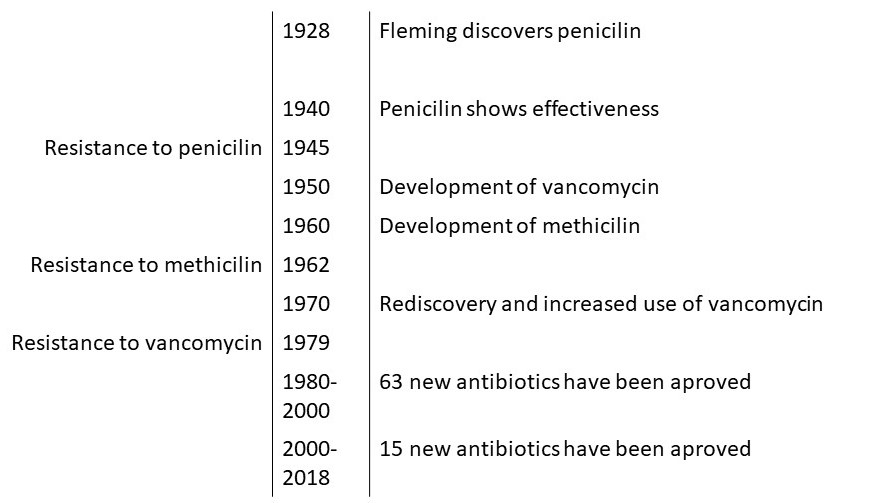 1928 Fleming discovers penicilin
1940 Penicilin shows effectiveness
Resistance to penicilin 1945
1950 Development of vancomycin
1960 Development of methicilin
Resistance to methicilin 1962
1970 Rediscovery and increased use of vancomycin
Resistance to vancomycin 1979
1980- 63 new antibiotics have been aproved
2000
2000- 15 new antibiotics have been aproved
2018